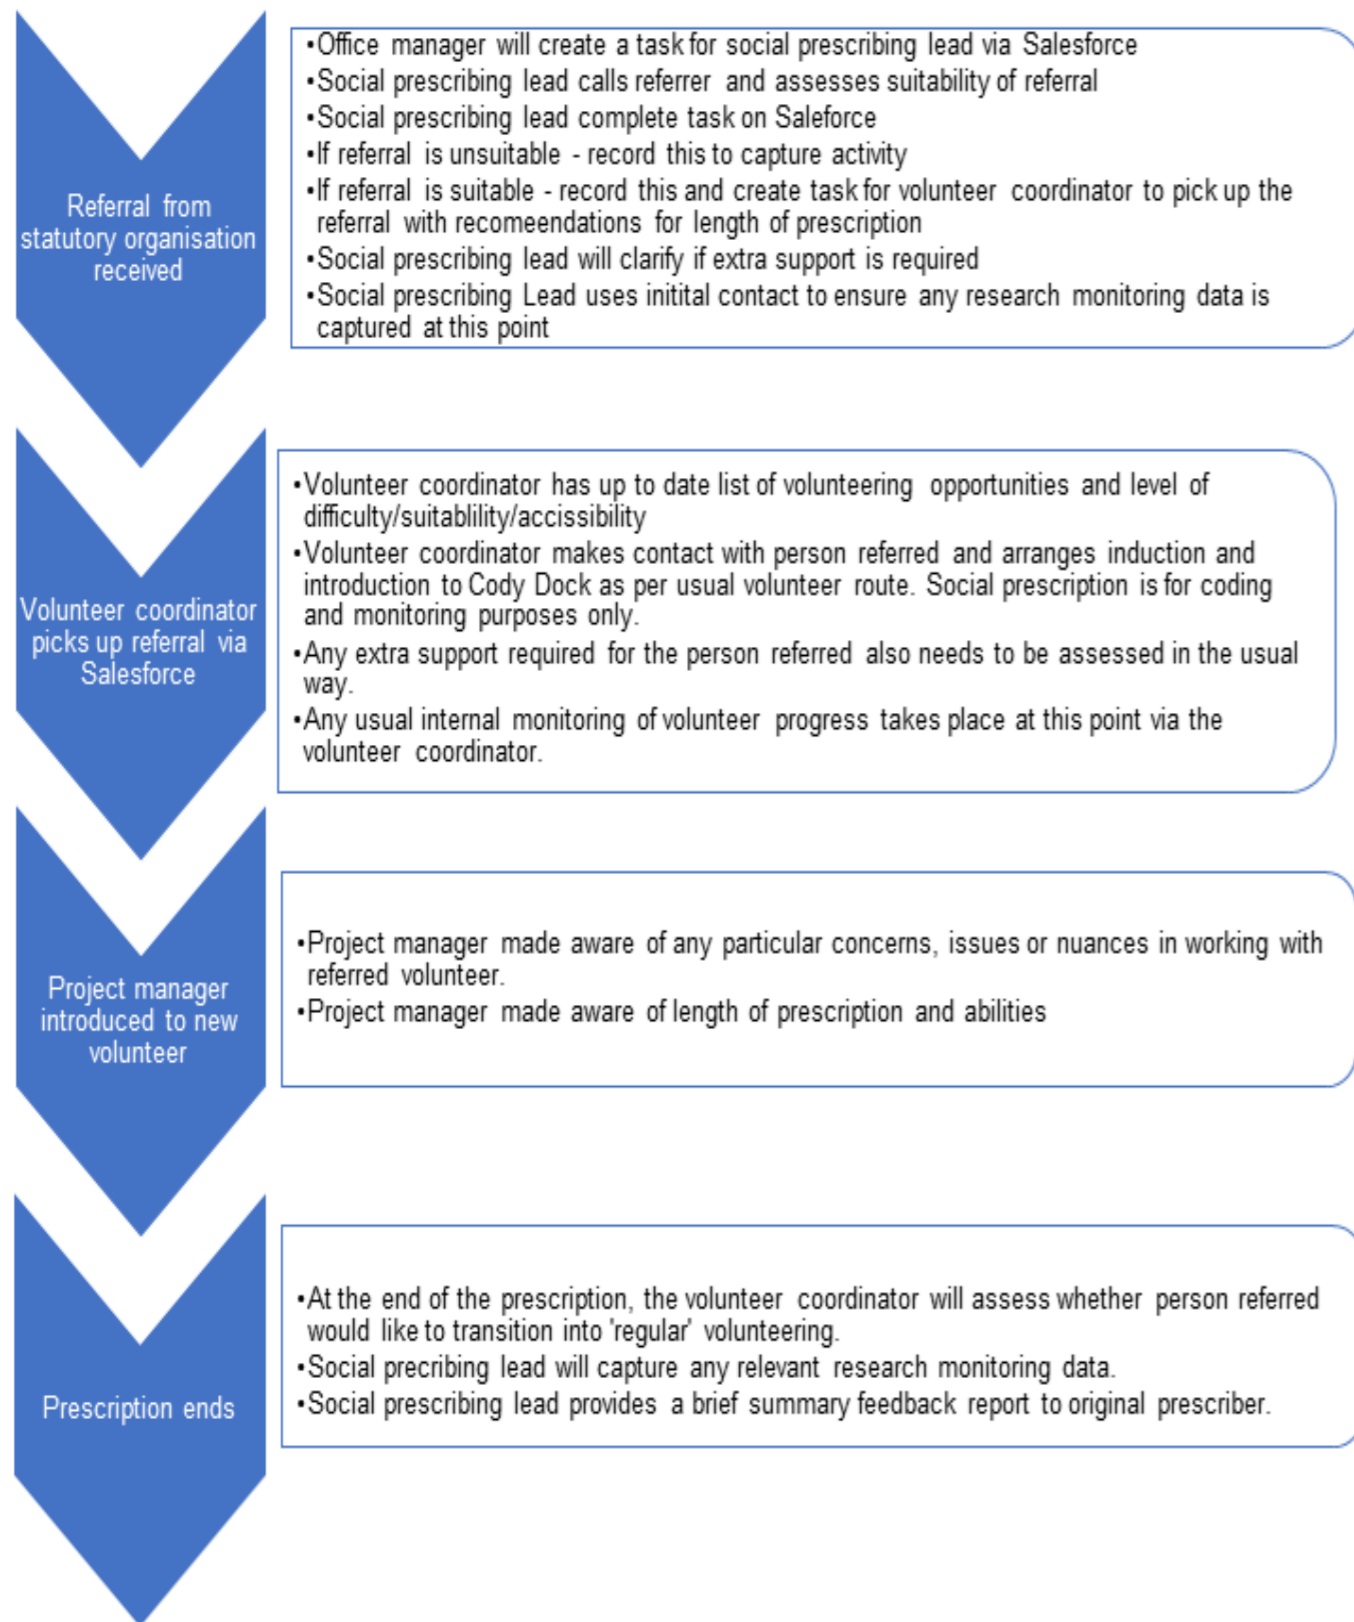 Referral from
statutory organisation
received
•Office manager will create a task for social prescribing lead via Salesforce
•Social prescribing lead calls referrer and assesses suitability of referral
•Social prescribing lead complete task on Saleforce
•If referral is unsuitable - record this to capture activity
•If referral is suitable - record this and create task for volunteer coordinator to pick up the
referral with recomeendations for length of prescription
•Social prescribing lead will clarify if extra support is required
•Social prescribing Lead uses initital contact to ensure any research monitoring data is
captured at this point
Volunteer coordinator
picks up referral via
Salesforce
•Volunteer coordinator has up to date list of volunteering opportunities and level of
difficulty/suitablility/accissibility
•Volunteer coordinator makes contact with person referred and arranges induction and
introduction to Cody Dock as per usual volunteer route. Social prescription is for coding
and monitoring purposes only.
•Any extra support required for the person referred also needs to be assessed in the usual
way.
•Any usual internal monitoring of volunteer progress takes place at this point via the
volunteer coordinator.
Project manager
introduced to new
volunteer
•Project manager made aware of any particular concerns, issues or nuances in working with
referred volunteer.
•Project manager made aware of length of prescription and abilities
Prescription ends
•At the end of the prescription, the volunteer coordinator will assess whether person referred
would like to transition into 'regular' volunteering.
•Social precribing lead will capture any relevant research monitoring data.
•Social prescribing lead provides a brief summary feedback report to original prescriber.